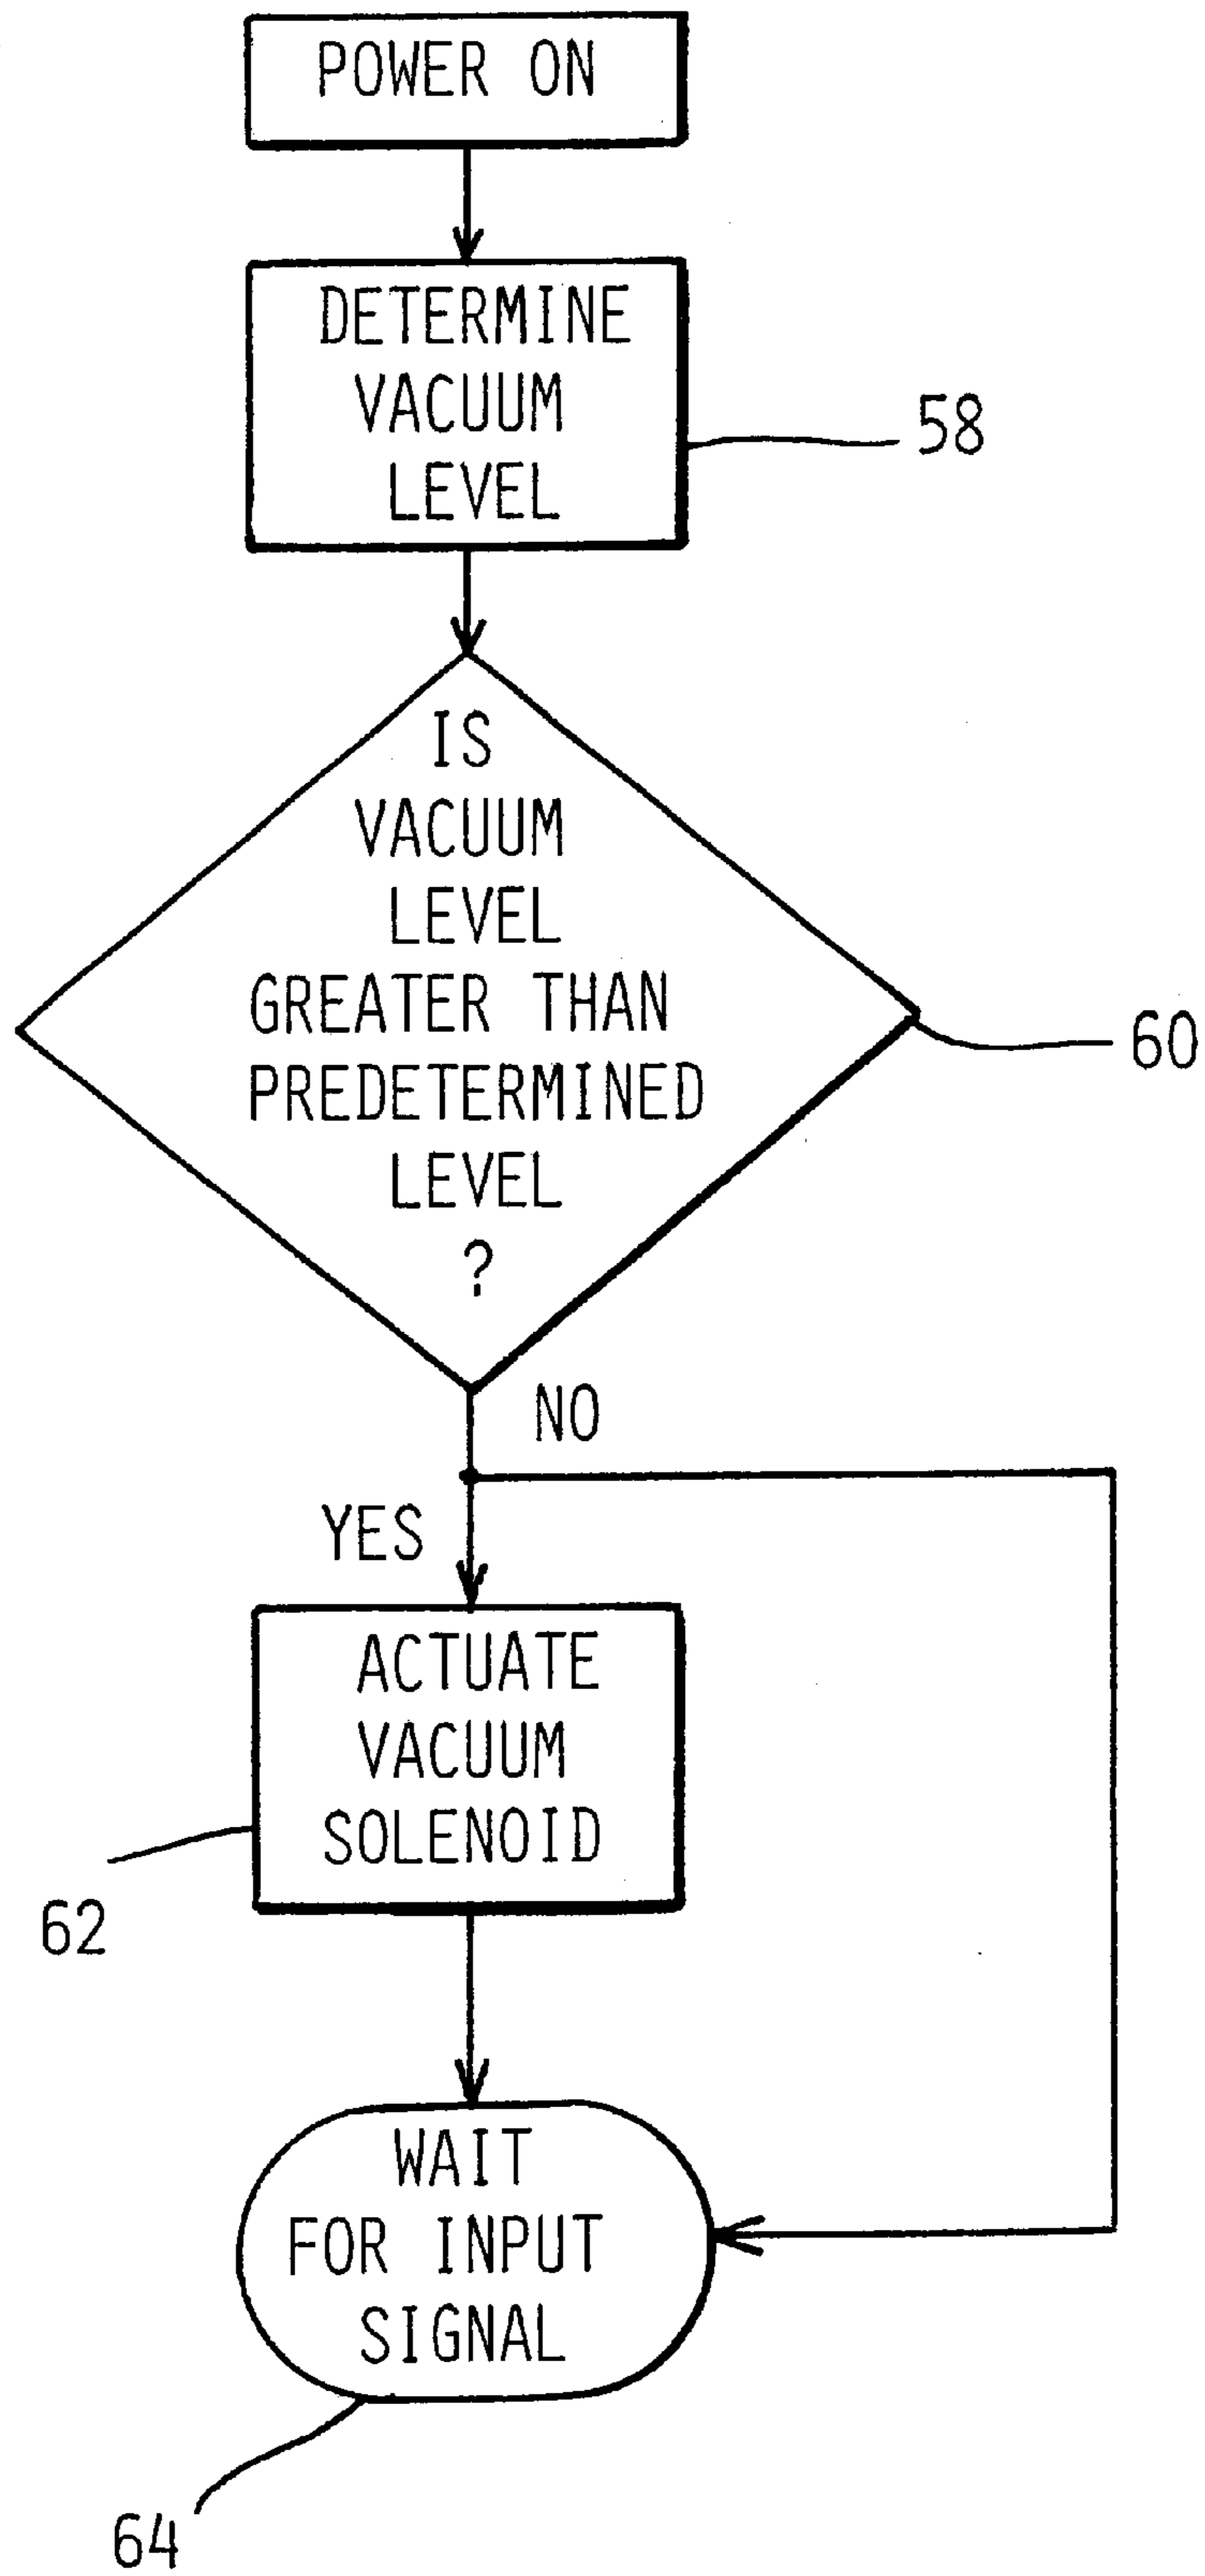 POWER ON
DETERMINE
VACUUM
LEVEL
58
IS
VACUUM
LEVEL
GREATER THAN
PREDETERMINED
LEVEL
?
60
NO
YES
ACTUATE
VACUUM
SOLENOID
62
WAIT
FOR INPUT
SIGNAL
64